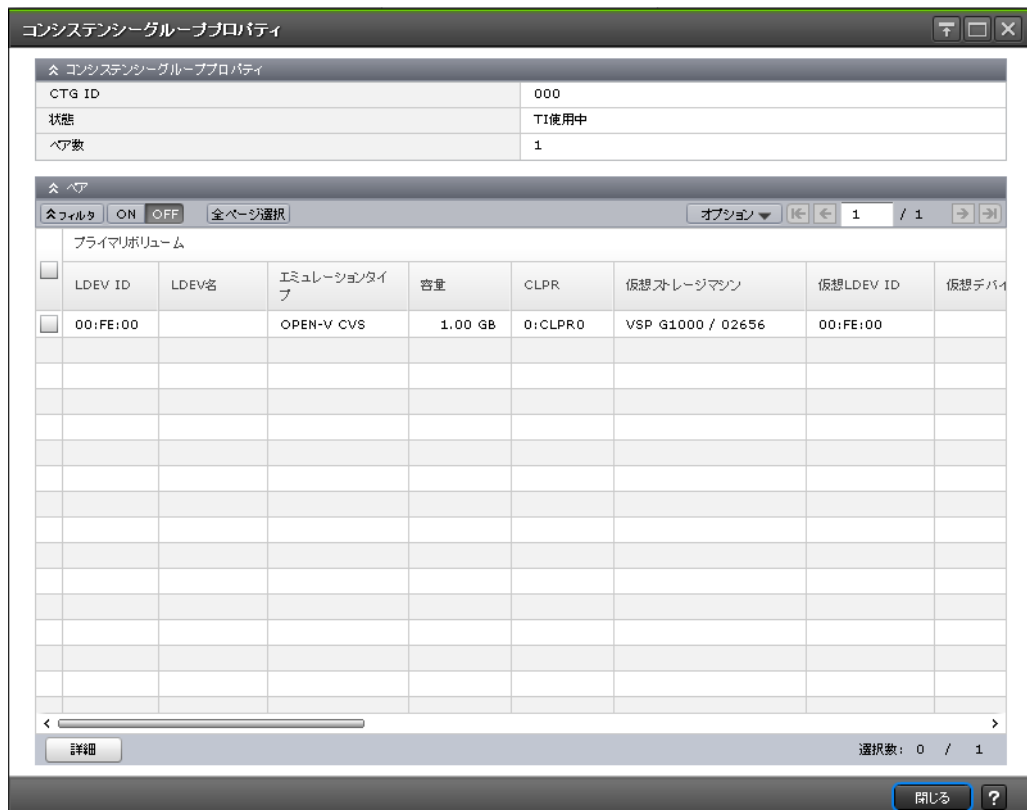 コンシステンシーグループプロパティ
コンシステンシーグループプロパティ
CTG ID 000
状態 TI使用中
ペア数 1
ペア
フィルタ ON OFF 全ページ選択 オプション 1 / 1
プライマリボリューム
LDEV ID LDEV名 エミュレーションタイプ 容量 CLPR 仮想ストレージマシン 仮想LDEV ID 仮想デバイ
00:FE:00 OPEN-V CVS 1.00 GB 0:CLPR0 VSP G1000 / 02656 00:FE:00
詳細 選択数: 0 / 1
閉じる ?